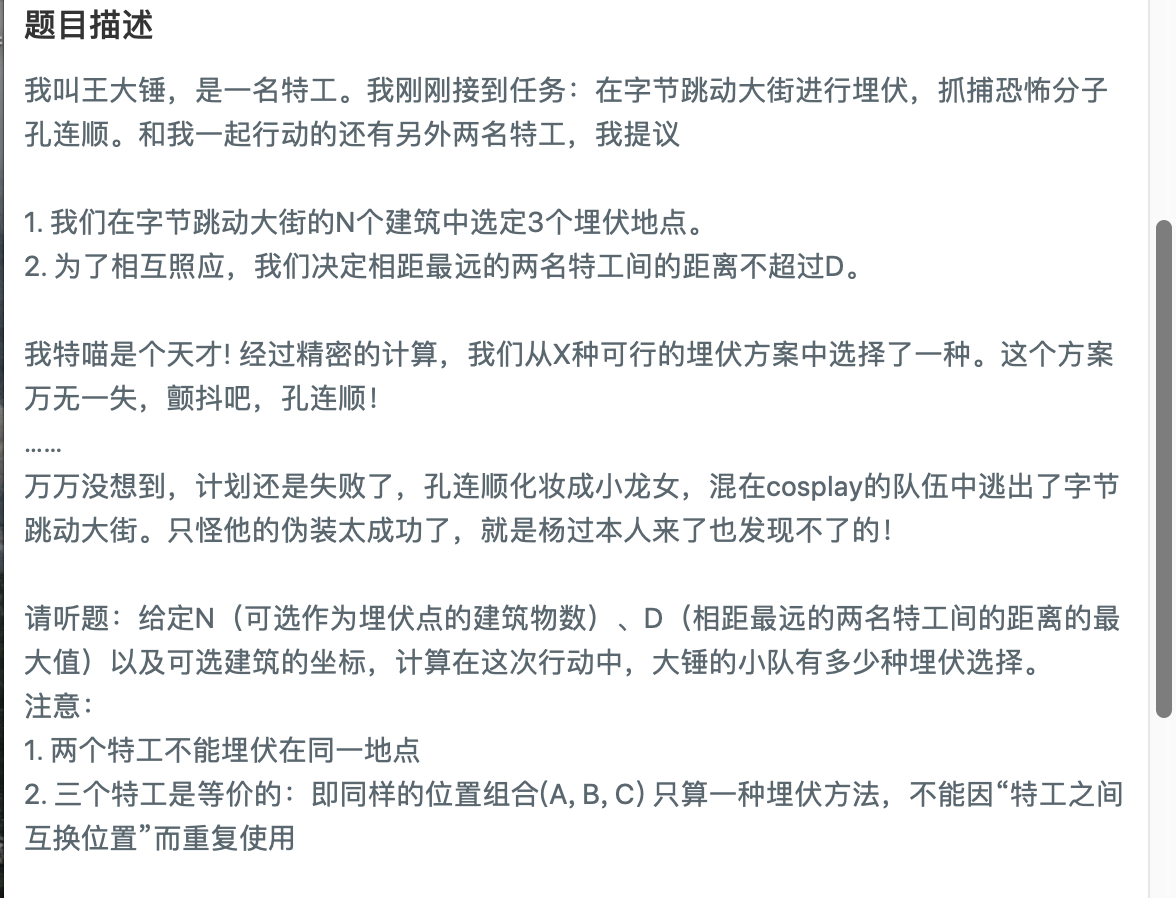 题目描述
我叫王大锤，是一名特工。我刚刚接到任务：在字节跳动大街进行埋伏，抓捕恐怖分子
孔连顺。和我一起行动的还有另外两名特工，我提议
1. 我们在字节跳动大街的N个建筑中选定3个埋伏地点。
2. 为了相互照应，我们决定相距最远的两名特工间的距离不超过D。
我特喵是个天才! 经过精密的计算，我们从X种可行的埋伏方案中选择了一种。这个方案
万无一失，颤抖吧，孔连顺！
……
万万没想到，计划还是失败了，孔连顺化妆成小龙女，混在cosplay的队伍中逃出了字节
跳动大街。只怪他的伪装太成功了，就是杨过本人来了也发现不了的！
请听题：给定N（可选作为埋伏点的建筑物数）、D（相距最远的两名特工间的距离的最
大值）以及可选建筑的坐标，计算在这次行动中，大锤的小队有多少种埋伏选择。
注意：
1. 两个特工不能埋伏在同一地点
2. 三个特工是等价的：即同样的位置组合(A, B, C) 只算一种埋伏方法，不能因“特工之间
互换位置”而重复使用